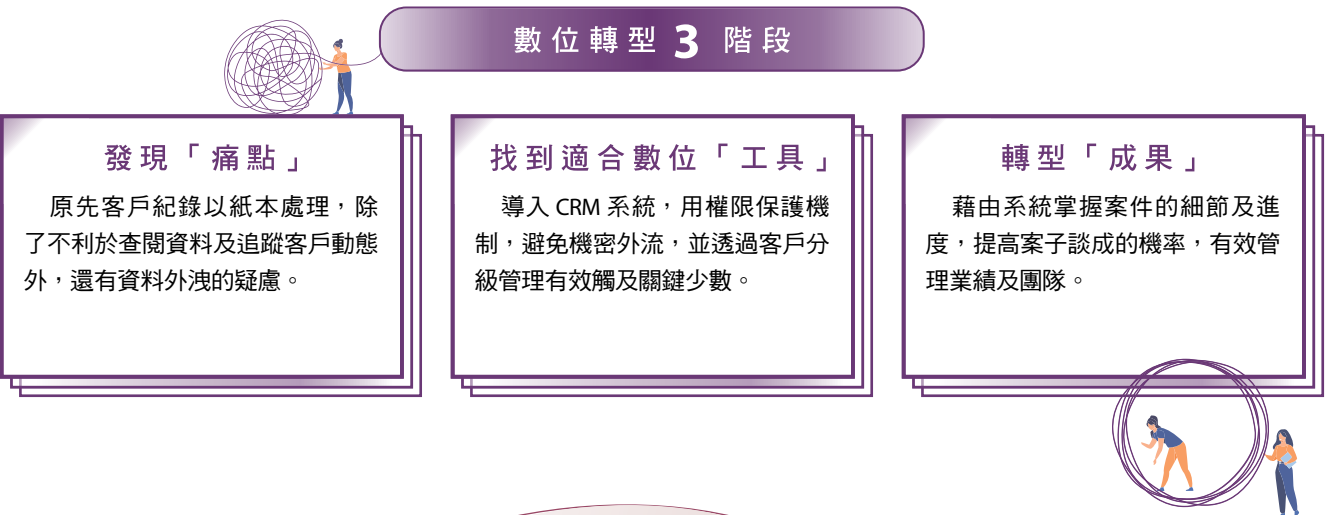 數位轉型 3 階段
發現「痛點」
原先客戶紀錄以紙本處理，除
了不利於查閱資料及追蹤客戶動態
外，還有資料外洩的疑慮。
找到適合數位「工具」
導入 CRM 系統，用權限保護機
制，避免機密外流，並透過客戶分
級管理有效觸及關鍵少數。
轉型「成果」
藉由系統掌握案件的細節及進
度，提高案子談成的機率，有效管
理業績及團隊。